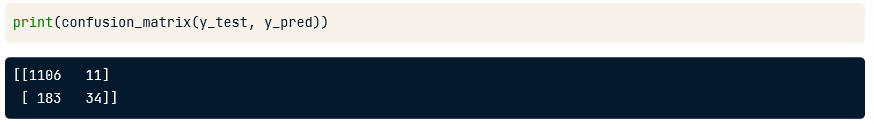 print(confusion_matrix(y_test, y_pred))
[[1106   11]
 [ 183   34]]